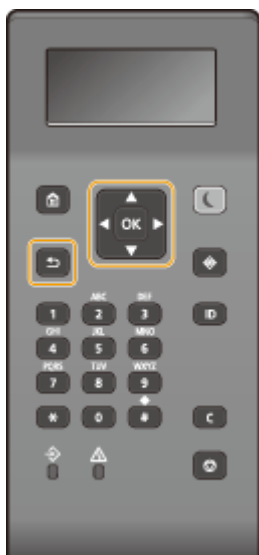 OK
ABC DEF
1 2 3 ID
GHI JKL MNO
4 5 6
PQRS TUV WXYZ
7 8 9
* 0 # C